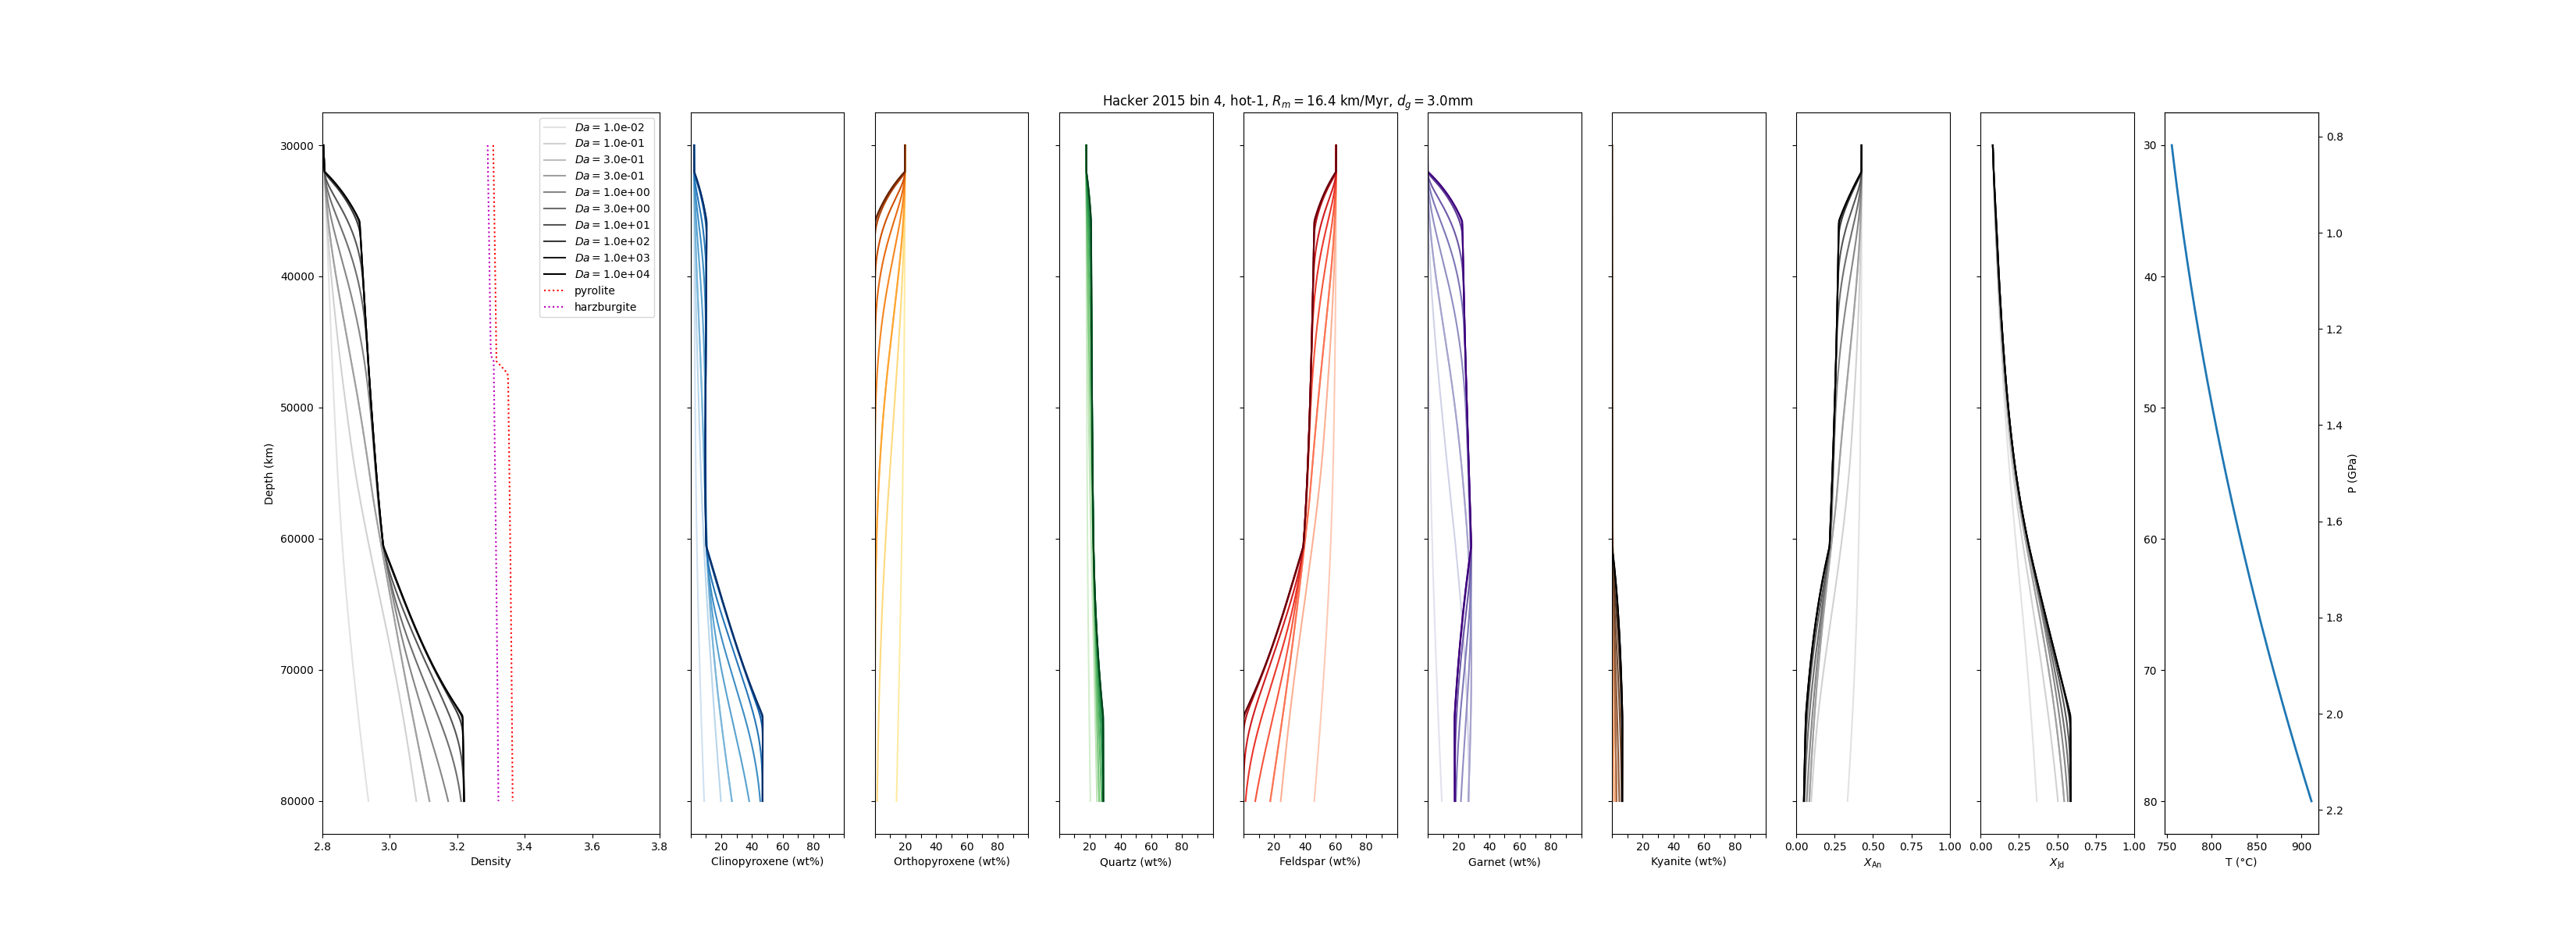 Hacker 2015 bin 4, hot-1, R_m = 16.4 km/Myr, d_g = 3.0mm
Da = 1.0e-02
Da = 1.0e-01
Da = 3.0e-01
Da = 3.0e-01
Da = 1.0e+00
Da = 3.0e+00
Da = 1.0e+01
Da = 1.0e+02
Da = 1.0e+03
Da = 1.0e+04
pyrolite
harzburgite
30000
40000
50000
60000
70000
80000
Depth (km)
2.8 3.0 3.2 3.4 3.6 3.8
Density
20 40 60 80
Clinopyroxene (wt%)
20 40 60 80
Orthopyroxene (wt%)
20 40 60 80
Quartz (wt%)
20 40 60 80
Feldspar (wt%)
20 40 60 80
Garnet (wt%)
20 40 60 80
Kyanite (wt%)
0.00 0.25 0.50 0.75 1.00
X_An
0.00 0.25 0.50 0.75 1.00
X_Jd
30
40
50
60
70
80
750 800 850 900
T (°C)
0.8
1.0
1.2
1.4
1.6
1.8
2.0
2.2
P (GPa)